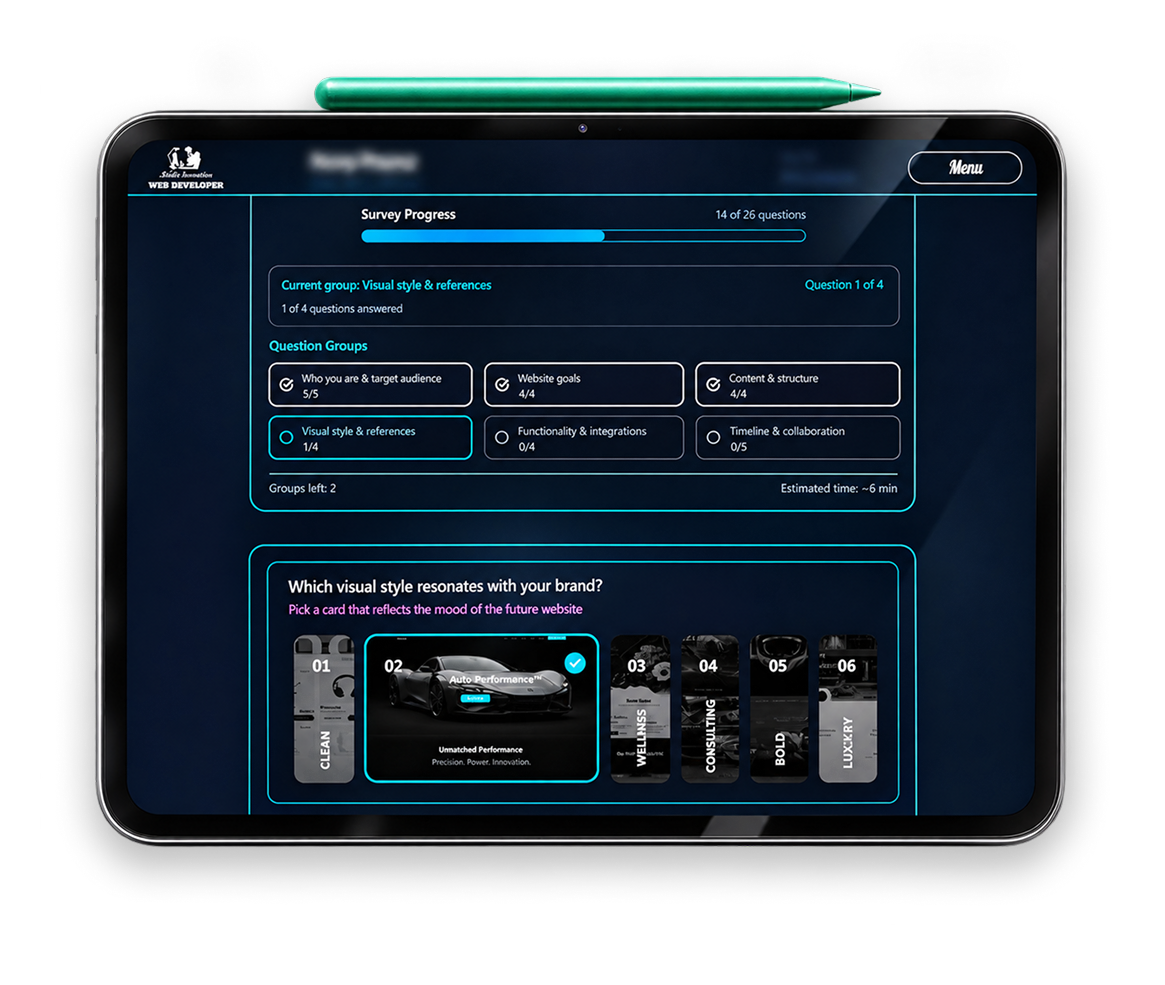 Studio Innovation
WEB DEVELOPER
Menu
Survey Progress
14 of 26 questions
Current group: Visual style & references
Question 1 of 4
1 of 4 questions answered
Question Groups
Who you are & target audience
5/5
Website goals
4/4
Content & structure
4/4
Visual style & references
1/4
Functionality & integrations
0/4
Timeline & collaboration
0/5
Groups left: 2
Estimated time: ~6 min
Which visual style resonates with your brand?
Pick a card that reflects the mood of the future website
01
CLEAN
02
Auto Performance™
Unmatched Performance
Precision. Power. Innovation.
03
WELLNSS
04
CONSULTING
05
BOLD
06